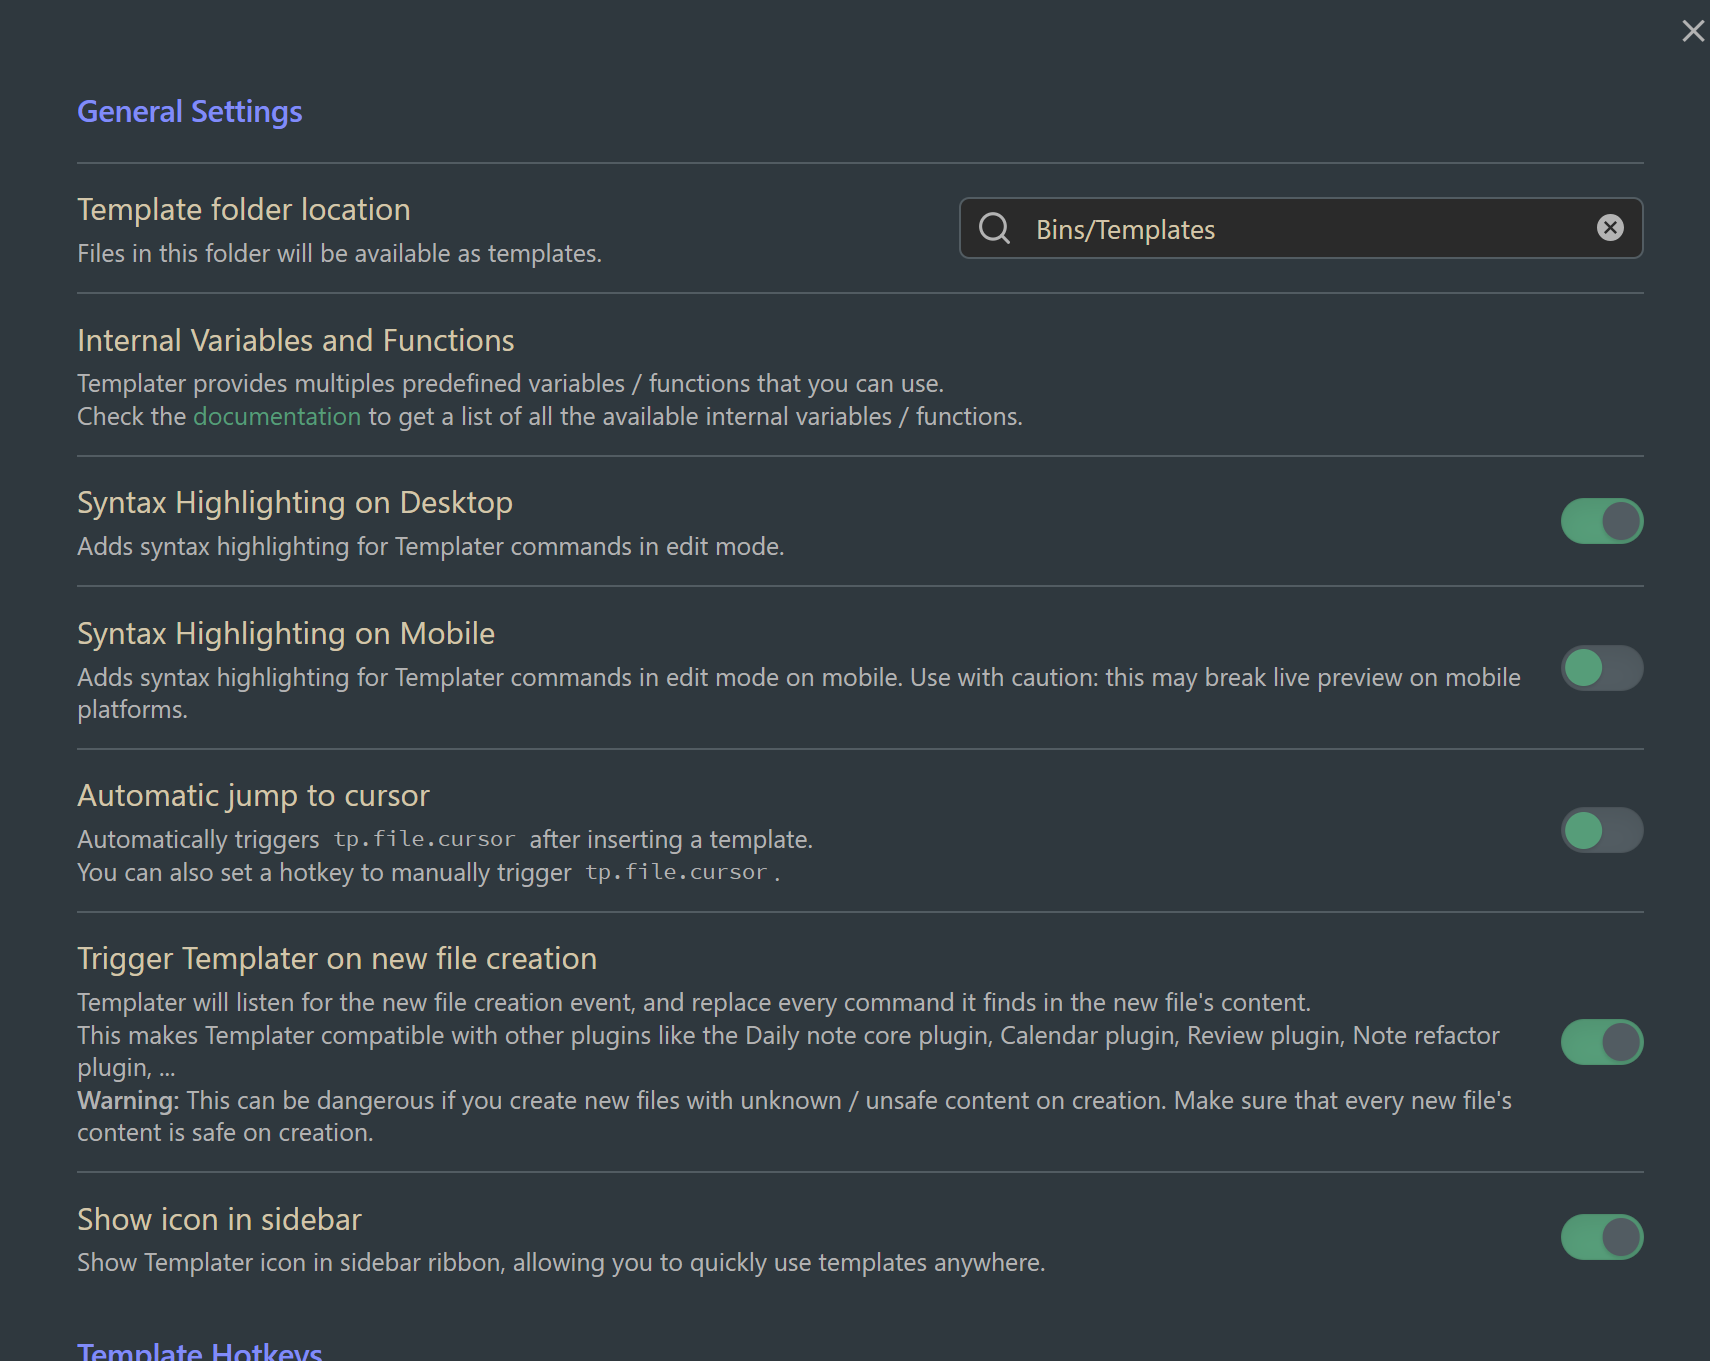 General Settings
Template folder location
Files in this folder will be available as templates.
Bins/Templates
Internal Variables and Functions
Templater provides multiples predefined variables / functions that you can use.
Check the documentation to get a list of all the available internal variables / functions.
Syntax Highlighting on Desktop
Adds syntax highlighting for Templater commands in edit mode.
Syntax Highlighting on Mobile
Adds syntax highlighting for Templater commands in edit mode on mobile. Use with caution: this may break live preview on mobile
platforms.
Automatic jump to cursor
Automatically triggers tp.file.cursor after inserting a template.
You can also set a hotkey to manually trigger tp.file.cursor.
Trigger Templater on new file creation
Templater will listen for the new file creation event, and replace every command it finds in the new file's content.
This makes Templater compatible with other plugins like the Daily note core plugin, Calendar plugin, Review plugin, Note refactor
plugin, ...
Warning: This can be dangerous if you create new files with unknown / unsafe content on creation. Make sure that every new file's
content is safe on creation.
Show icon in sidebar
Show Templater icon in sidebar ribbon, allowing you to quickly use templates anywhere.
Template Hotkeys